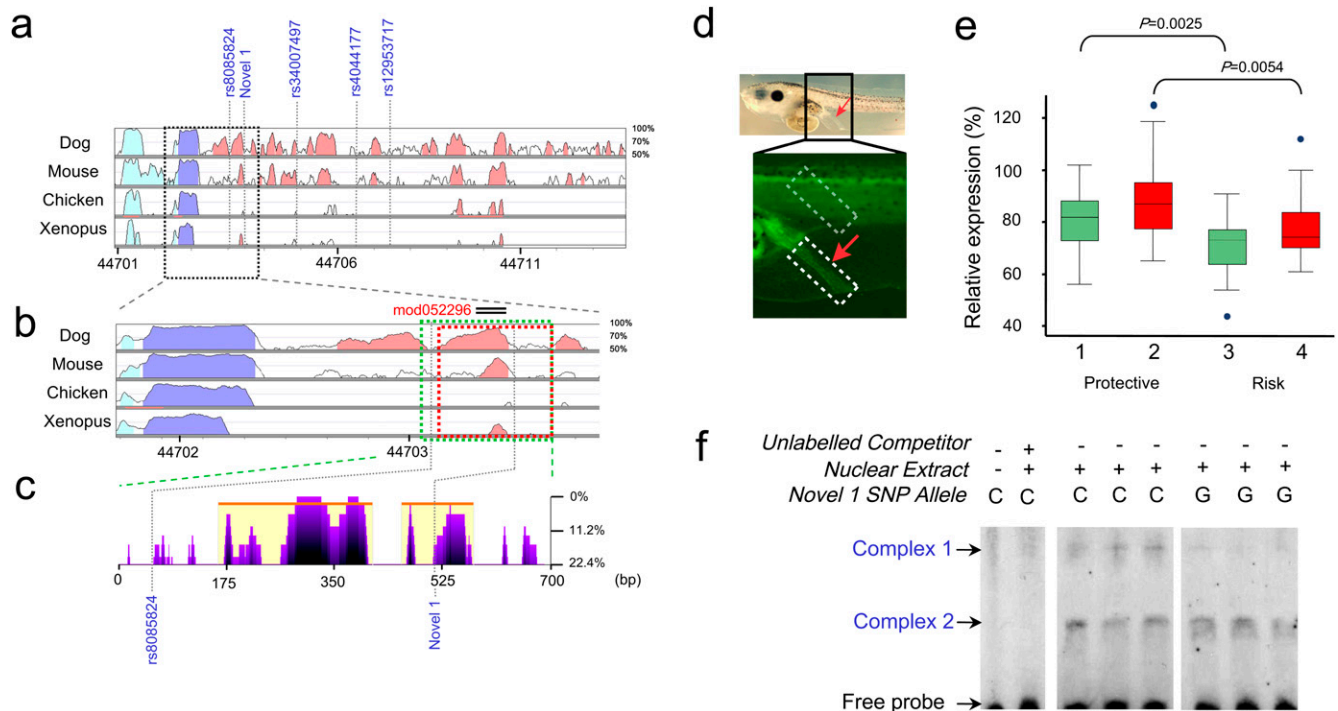 a
rs8085824
Novel 1
rs34007497
rs4044177
rs12953717
Dog
100%
70%
50%
Mouse
Chicken
Xenopus
44701
44706
44711
b
mod052296
Dog
100%
70%
50%
Mouse
Chicken
Xenopus
44702
44703
c
0%
11.2%
22.4%
0
175
350
525
700
(bp)
rs8085824
Novel 1
d
e
P=0.0025
P=0.0054
Relative expression (%)
120
100
80
60
40
1
2
3
4
Protective
Risk
f
Unlabelled Competitor
- + - - - - - -
Nuclear Extract
- + + + + + + +
Novel 1 SNP Allele
C C C C C G G G
Complex 1
Complex 2
Free probe